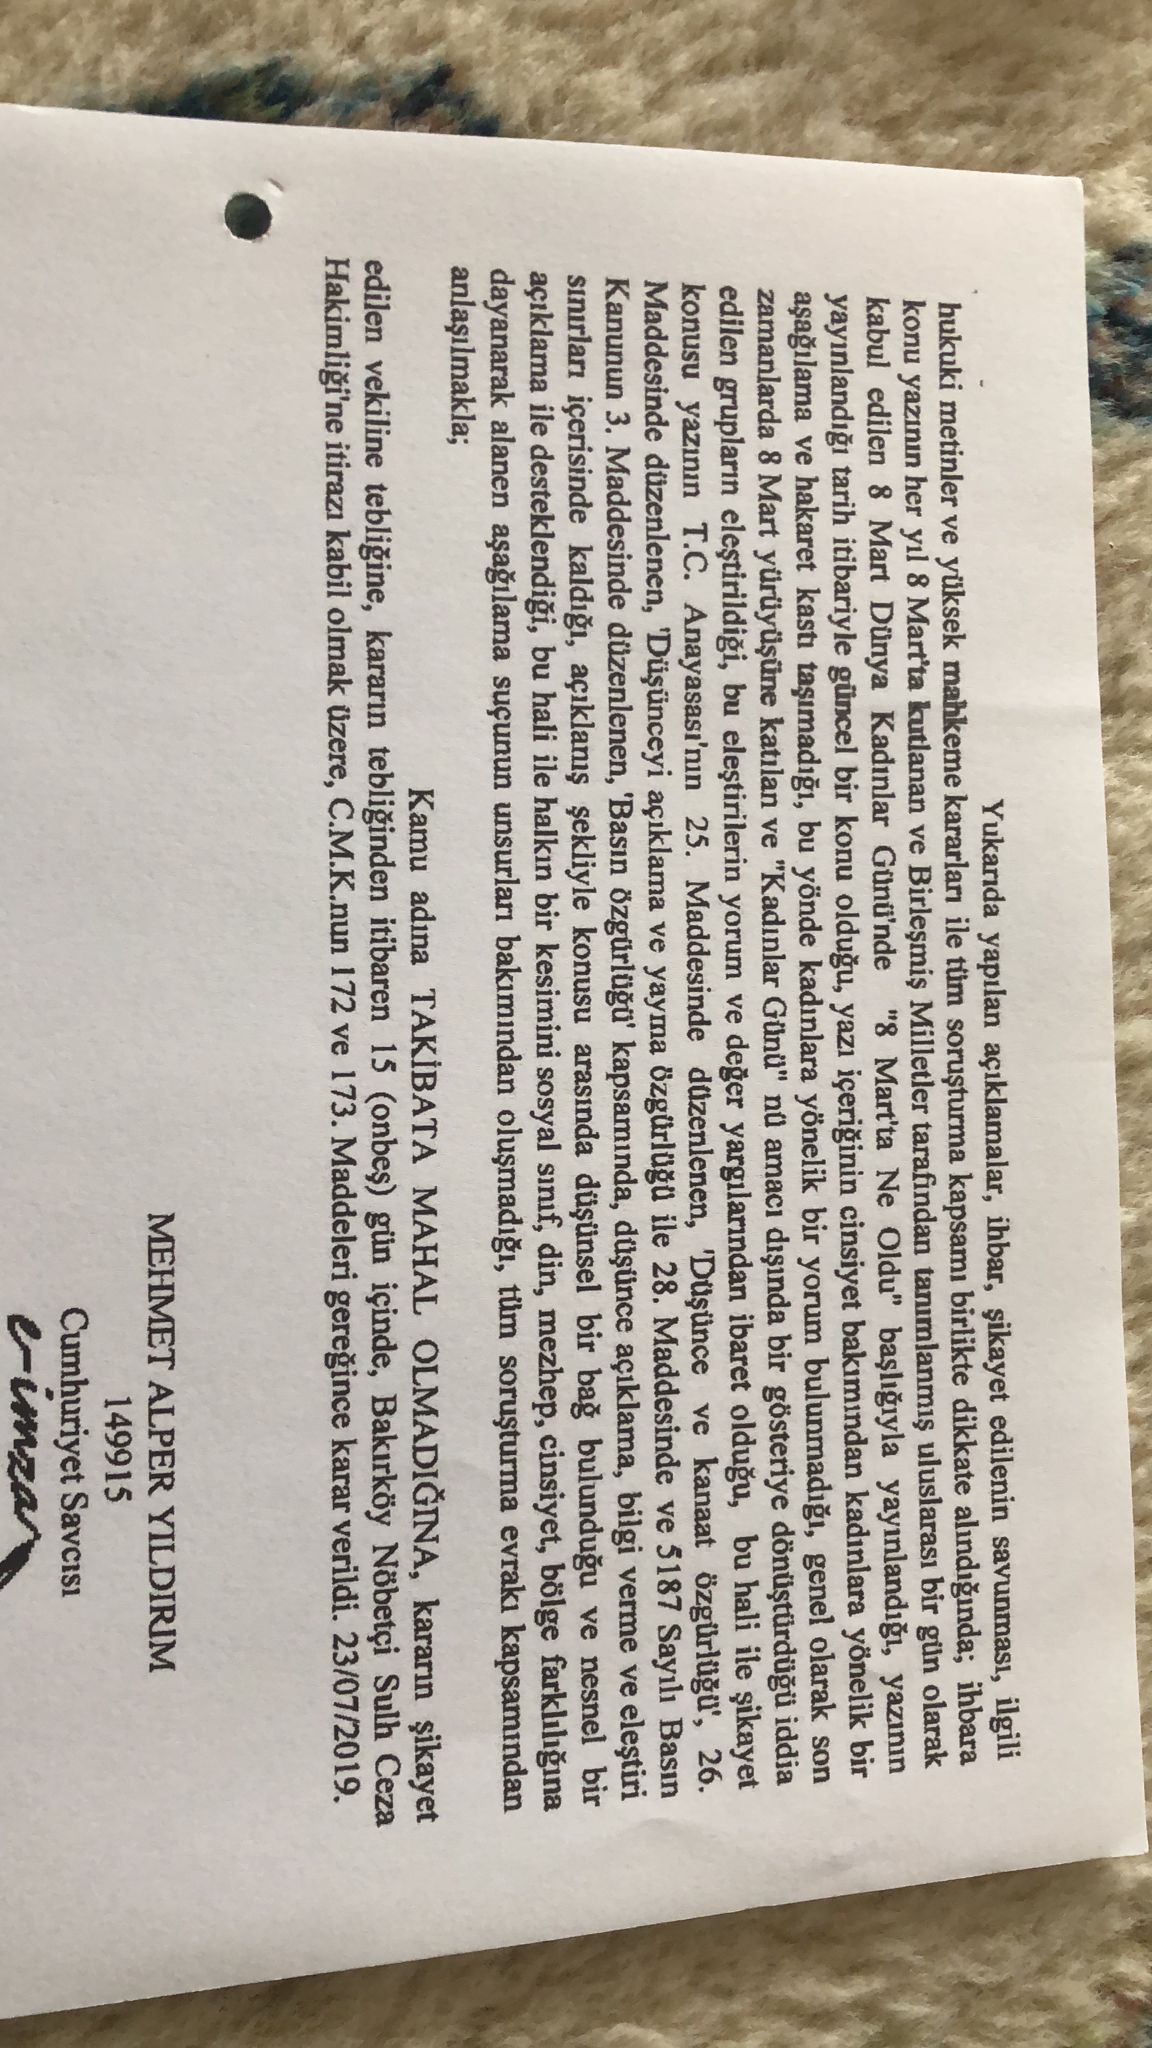 Yukarıda yapılan açıklamalar, ihbar, şikayet edilenin savunması, ilgili
hukuki metinler ve yüksek mahkeme kararları ile tüm soruşturma kapsamı birlikte dikkate alındığında; ihbara
konu yazının her yıl 8 Mart'ta kutlanan ve Birleşmiş Milletler tarafından tanımlanmış uluslarası bir gün olarak
kabul edilen 8 Mart Dünya Kadınlar Günü'nde "8 Mart'ta Ne Oldu" başlığıyla yayınlandığı, yazının
yayınlandığı tarih itibariyle güncel bir konu olduğu, yazı içeriğinin cinsiyet bakımından kadınlara yönelik bir
aşağılama ve hakaret kastı taşımadığı, bu yönde kadınlara yönelik bir yorum bulunmadığı, genel olarak son
zamanlarda 8 Mart yürüyüşüne katılan ve "Kadınlar Günü" nü amacı dışında bir gösteriye dönüştürdüğü iddia
edilen grupların eleştirildiği, bu eleştirilerin yorum ve değer yargılarından ibaret olduğu, bu hali ile şikayet
konusu yazının T.C. Anayasası'nın 25. Maddesinde düzenlenen, 'Düşünce ve kanaat özgürlüğü', 26.
Maddesinde düzenlenen, 'Düşünceyi açıklama ve yayma özgürlüğü ile 28. Maddesinde ve 5187 Sayılı Basın
Kanunun 3. Maddesinde düzenlenen, 'Basın özgürlüğü' kapsamında, düşünce açıklama, bilgi verme ve eleştiri
sınırları içerisinde kaldığı, açıklanış şekliyle konusu arasında düşünsel bir bağ bulunduğu ve nesnel bir
açıklama ile desteklendiği, bu hali ile halkın bir kesimini sosyal sınıf, din, mezhep, cinsiyet, bölge farklılığına
dayanarak alanen aşağılama suçunun unsurları bakımından oluşmadığı, tüm soruşturma evrakı kapsamından
anlaşılmakla;
Kamu adına TAKİBATA MAHAL OLMADIĞINA, kararın şikayet
edilen vekiline tebliğine, kararın tebliğinden itibaren 15 (onbeş) gün içinde, Bakırköy Nöbetçi Sulh Ceza
Hakimliği'ne itirazı kabil olmak üzere, C.M.K.nun 172 ve 173. Maddeleri gereğince karar verildi. 23/07/2019.
MEHMET ALPER YILDIRIM
149915
Cumhuriyet Savcısı
e-imza